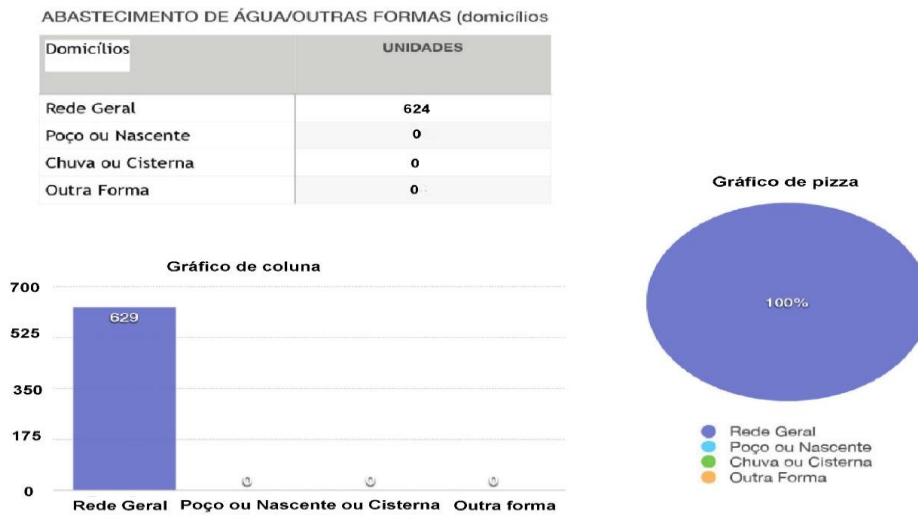 ABASTECIMENTO DE ÁGUA/OUTRAS FORMAS (domicílios
Domicílios UNIDADES
Rede Geral 624
Poço ou Nascente 0
Chuva ou Cisterna 0
Outra Forma 0
Gráfico de coluna
700
629
525
350
175
0 0 0
0
Rede Geral Poço ou Nascente ou Cisterna Outra forma
Gráfico de pizza
100%
Rede Geral
Poço ou Nascente
Chuva ou Cisterna
Outra Forma